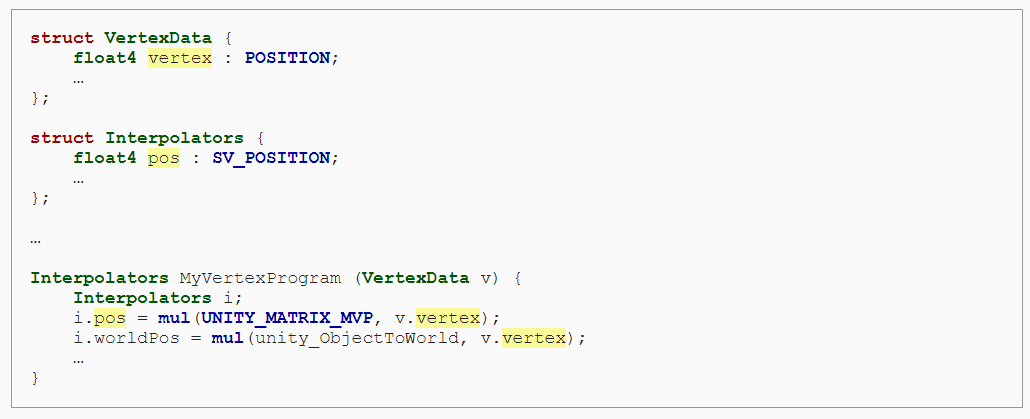 struct VertexData {
float4 vertex : POSITION;
…
};
struct Interpolators {
float4 pos : SV_POSITION;
…
};
…
Interpolators MyVertexProgram (VertexData v) {
Interpolators i;
i.pos = mul(UNITY_MATRIX_MVP, v.vertex);
i.worldPos = mul(unity_ObjectToWorld, v.vertex);
…
}